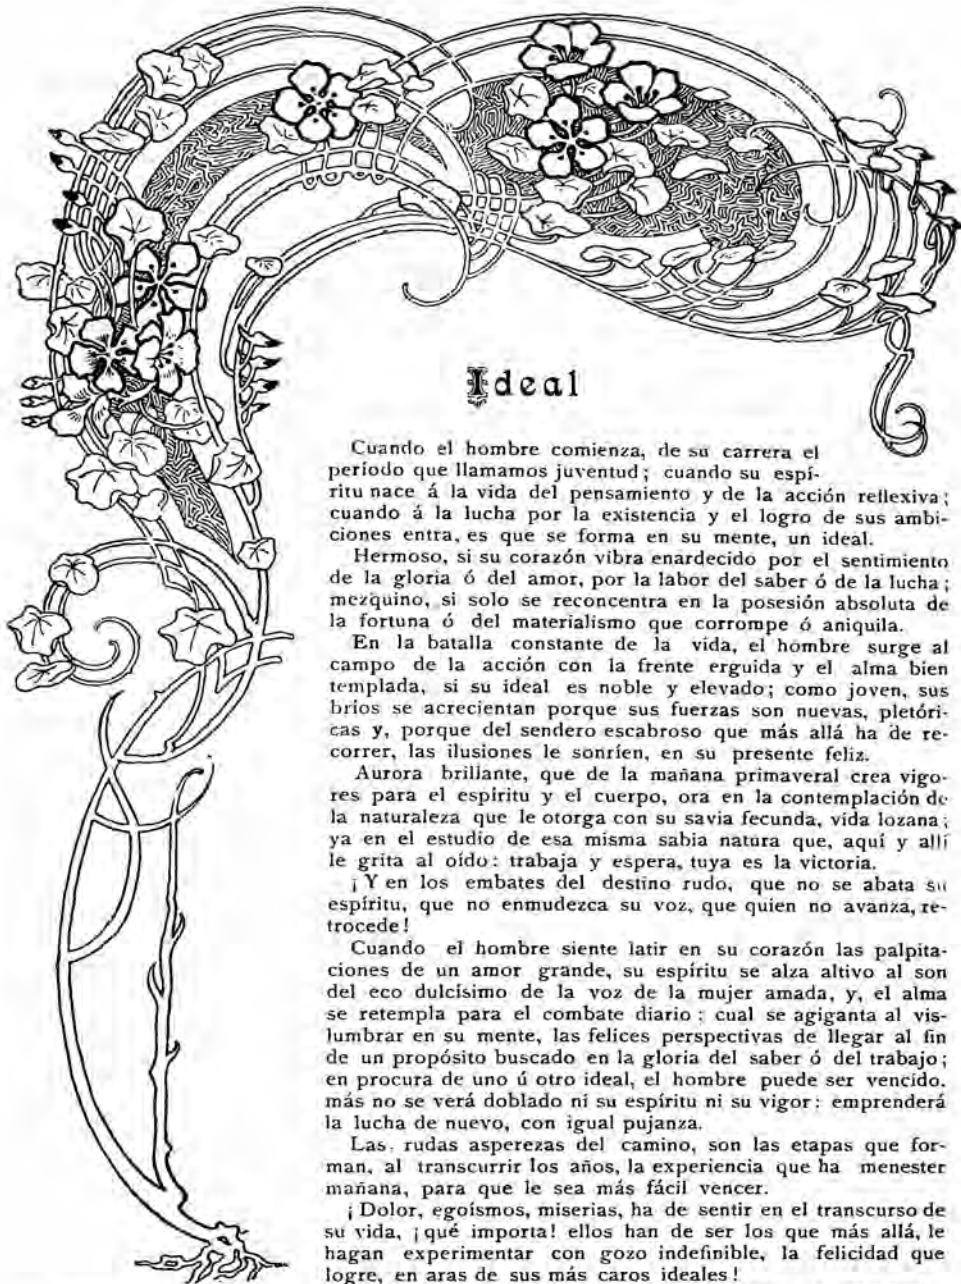 Ideal
Cuando el hombre comienza, de su carrera el
período que llamamos juventud; cuando su espí-
ritu nace á la vida del pensamiento y de la acción reflexiva;
cuando á la lucha por la existencia y el logro de sus ambi-
ciones entra, es que se forma en su mente, un ideal.
Hermoso, si su corazón vibra enardecido por el sentimiento
de la gloria ó del amor, por la labor del saber ó de la lucha;
mezquino, si solo se reconcentra en la posesión absoluta de
la fortuna ó del materialismo que corrompe ó aniquila.
En la batalla constante de la vida, el hombre surge al
campo de la acción con la frente erguida y el alma bien
templada, si su ideal es noble y elevado; como joven, sus
bríos se acrecientan porque sus fuerzas son nuevas, pletóri-
cas y, porque del sendero escabroso que más allá ha de re-
correr, las ilusiones le sonríen, en su presente feliz.
Aurora brillante, que de la mañana primaveral crea vigo-
res para el espíritu y el cuerpo, ora en la contemplación de
la naturaleza que le otorga con su savia fecunda, vida lozana;
ya en el estudio de esa misma sabia natura que, aquí y allí
le grita al oído: trabaja y espera, tuya es la victoria.
¡Y en los embates del destino rudo, que no se abata su
espíritu, que no enmudezca su voz, que quien no avanza, re-
trocede!
Cuando el hombre siente latir en su corazón las palpita-
ciones de un amor grande, su espíritu se alza altivo al son
del eco dulcísimo de la voz de la mujer amada, y, el alma
se retempla para el combate diario; cual se agiganta al vis-
lumbrar en su mente, las felices perspectivas de llegar al fin
de un propósito buscado en la gloria del saber ó del trabajo;
en procura de uno ú otro ideal, el hombre puede ser vencido.
más no se verá doblado ni su espíritu ni su vigor: emprenderá
la lucha de nuevo, con igual pujanza.
Las. rudas asperezas del camino, son las etapas que for-
man, al transcurrir los años, la experiencia que ha menester
mañana, para que le sea más fácil vencer.
¡Dolor, egoísmos, miserias, ha de sentir en el transcurso de
su vida, ¡qué importa! ellos han de ser los que más allá, le
hagan experimentar con gozo indefinible, la felicidad que
logre, en aras de sus más caros ideales!